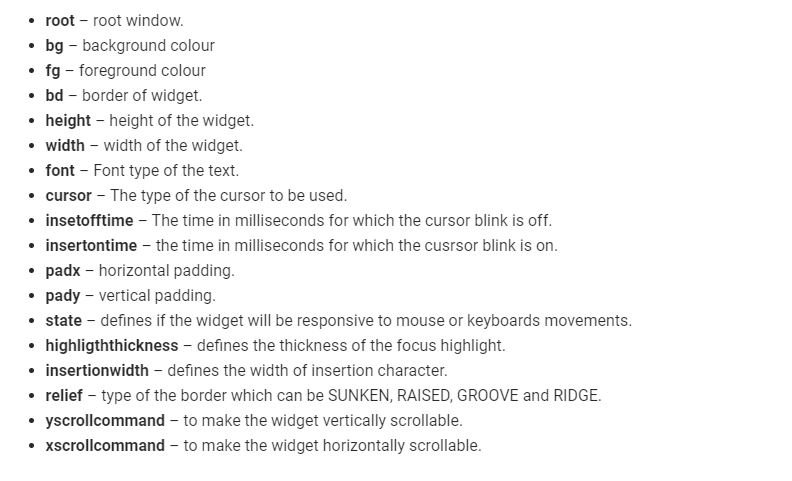 • root – root window.
• bg – background colour
• fg – foreground colour
• bd – border of widget.
• height – height of the widget.
• width – width of the widget.
• font – Font type of the text.
• cursor – The type of the cursor to be used.
• insetofftime – The time in milliseconds for which the cursor blink is off.
• insertontime – the time in milliseconds for which the cusrsor blink is on.
• padx – horizontal padding.
• pady – vertical padding.
• state – defines if the widget will be responsive to mouse or keyboards movements.
• highligththickness – defines the thickness of the focus highlight.
• insertionwidth – defines the width of insertion character.
• relief – type of the border which can be SUNKEN, RAISED, GROOVE and RIDGE.
• yscrollcommand – to make the widget vertically scrollable.
• xscrollcommand – to make the widget horizontally scrollable.